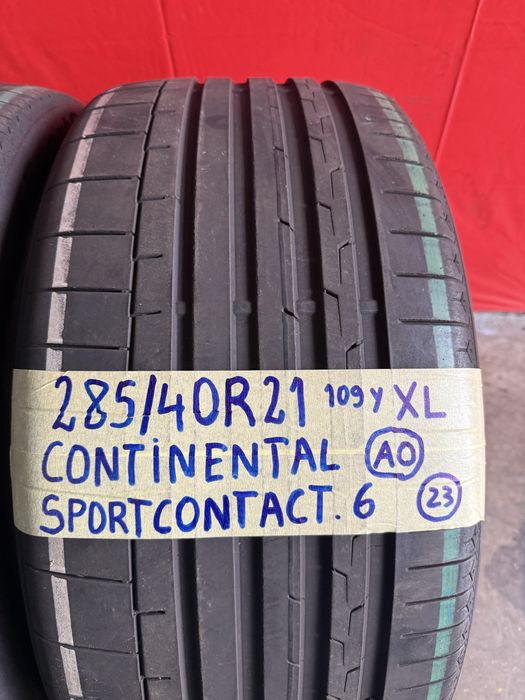 285/40R21 109y XL
CONTINENTAL AO
SPORTCONTACT. 6 23